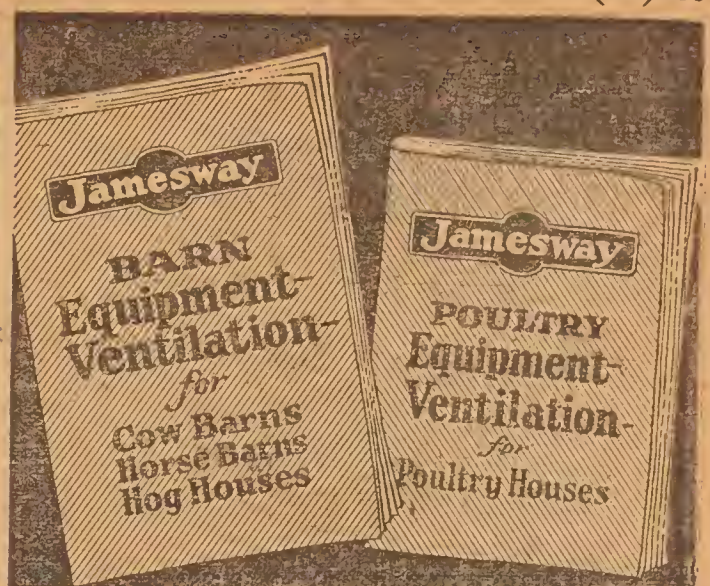 Jamesway
BARN
Equipment-
Ventilation-
for
Cow Barns
Horse Barns
Hog Houses
Jamesway
POULTRY
Equipment-
Ventilation-
for
Poultry Houses